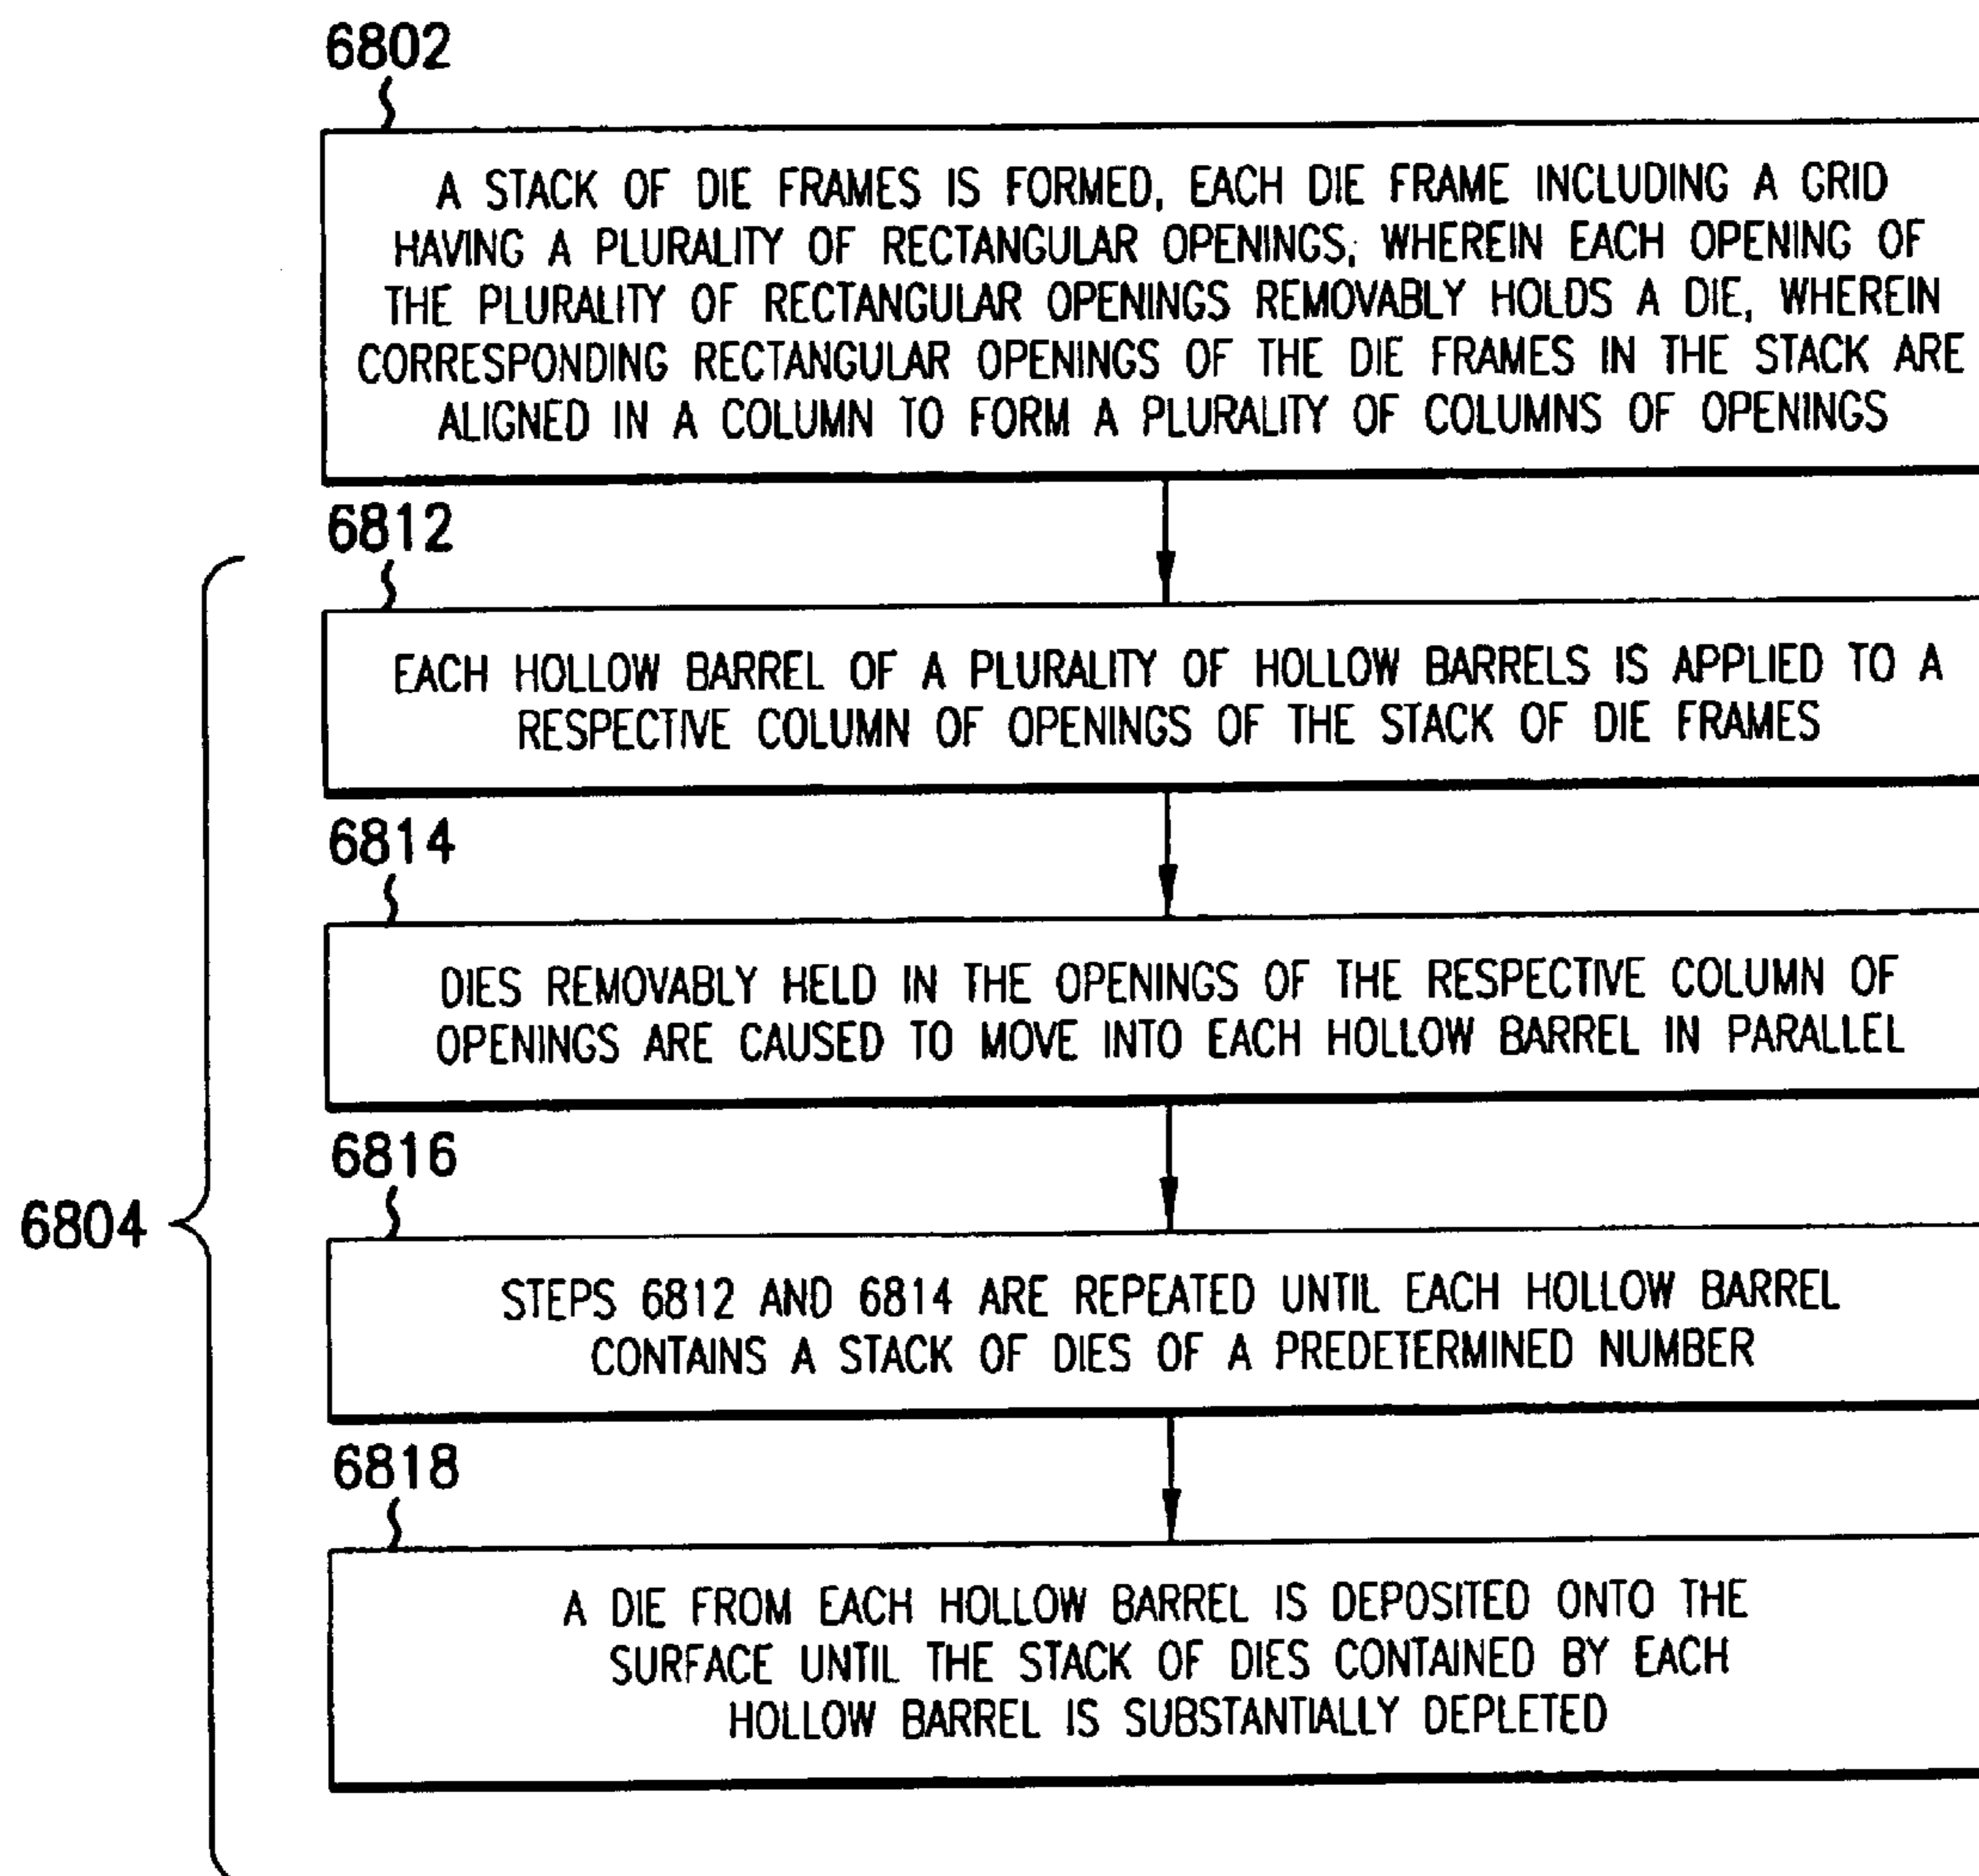 6802
A STACK OF DIE FRAMES IS FORMED, EACH DIE FRAME INCLUDING A GRID
HAVING A PLURALITY OF RECTANGULAR OPENINGS; WHEREIN EACH OPENING OF
THE PLURALITY OF RECTANGULAR OPENINGS REMOVABLY HOLDS A DIE, WHEREIN
CORRESPONDING RECTANGULAR OPENINGS OF THE DIE FRAMES IN THE STACK ARE
ALIGNED IN A COLUMN TO FORM A PLURALITY OF COLUMNS OF OPENINGS
6812
EACH HOLLOW BARREL OF A PLURALITY OF HOLLOW BARRELS IS APPLIED TO A
RESPECTIVE COLUMN OF OPENINGS OF THE STACK OF DIE FRAMES
6814
DIES REMOVABLY HELD IN THE OPENINGS OF THE RESPECTIVE COLUMN OF
OPENINGS ARE CAUSED TO MOVE INTO EACH HOLLOW BARREL IN PARALLEL
6816
6804
STEPS 6812 AND 6814 ARE REPEATED UNTIL EACH HOLLOW BARREL
CONTAINS A STACK OF DIES OF A PREDETERMINED NUMBER
6818
A DIE FROM EACH HOLLOW BARREL IS DEPOSITED ONTO THE
SURFACE UNTIL THE STACK OF DIES CONTAINED BY EACH
HOLLOW BARREL IS SUBSTANTIALLY DEPLETED